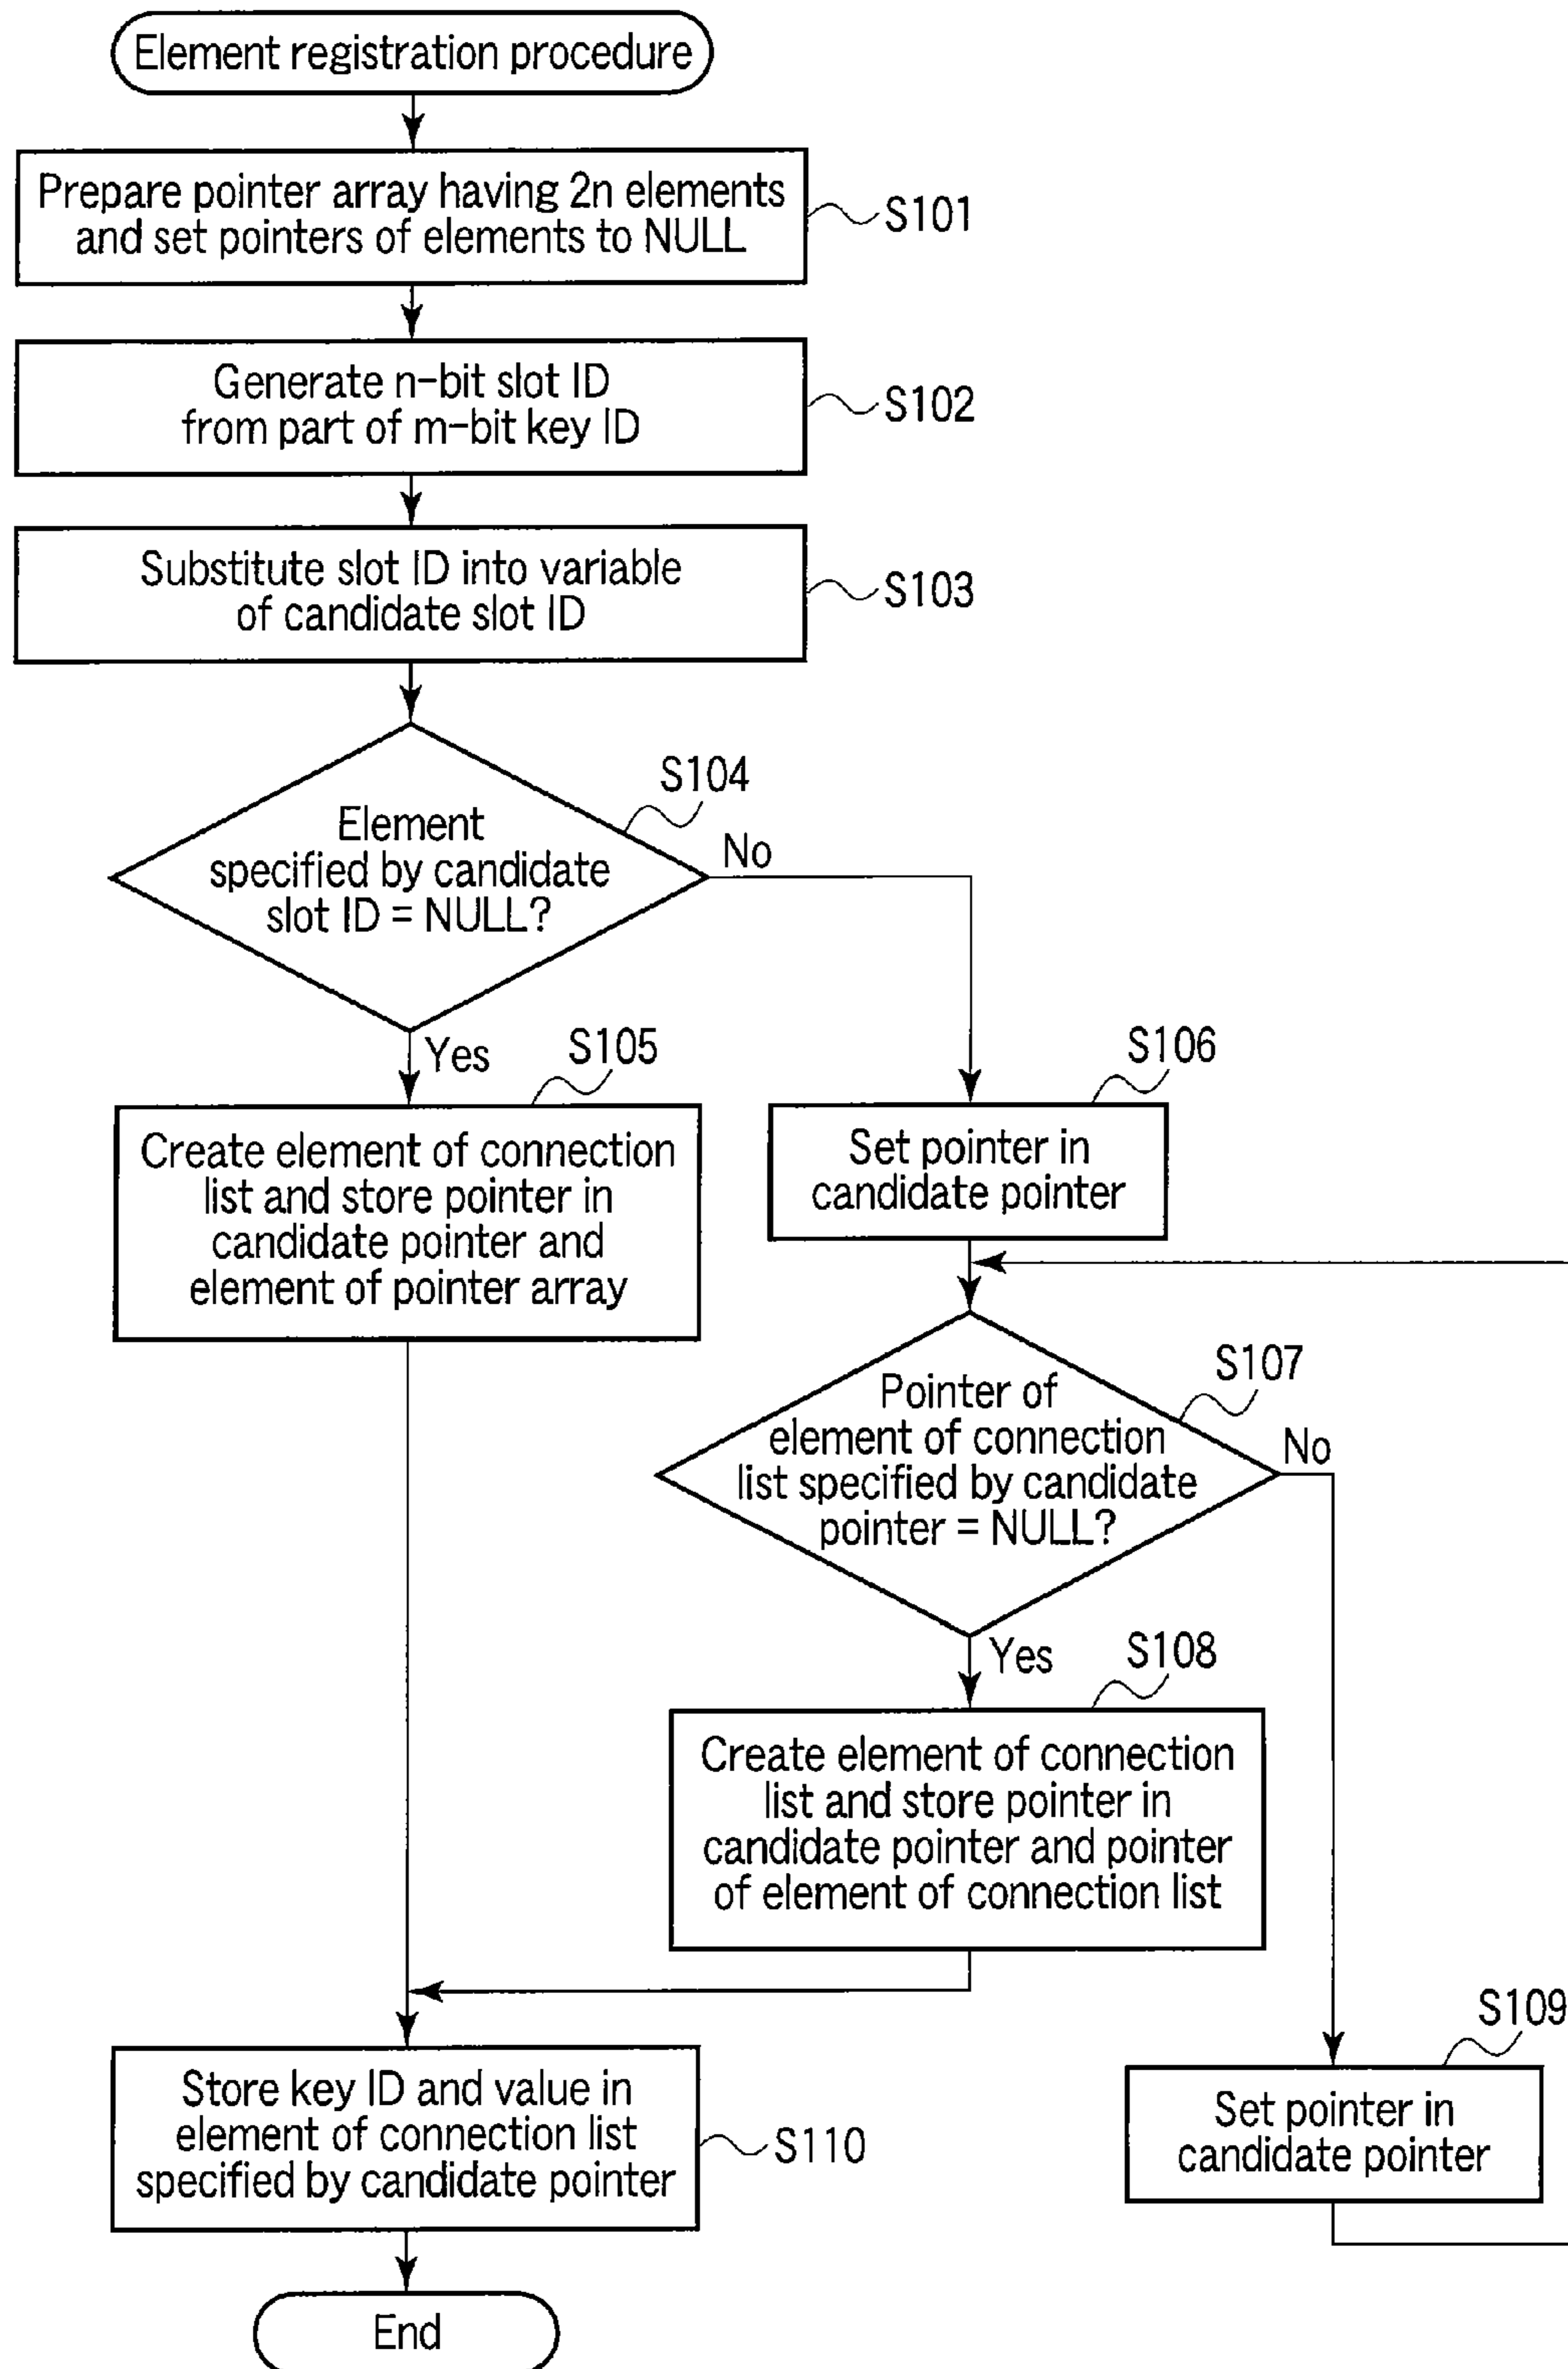 Element registration procedure
Prepare pointer array having 2n elements
and set pointers of elements to NULL
S101
Generate n-bit slot ID
from part of m-bit key ID
S102
Substitute slot ID into variable
of candidate slot ID
S103
S104
Element
specified by candidate
slot ID = NULL?
No
Yes
S105
Create element of connection
list and store pointer in
candidate pointer and
element of pointer array
S106
Set pointer in
candidate pointer
S107
Pointer of
element of connection
list specified by candidate
pointer = NULL?
No
Yes
S108
Create element of connection
list and store pointer in
candidate pointer and pointer
of element of connection list
S109
Set pointer in
candidate pointer
Store key ID and value in
element of connection list
specified by candidate pointer
S110
End